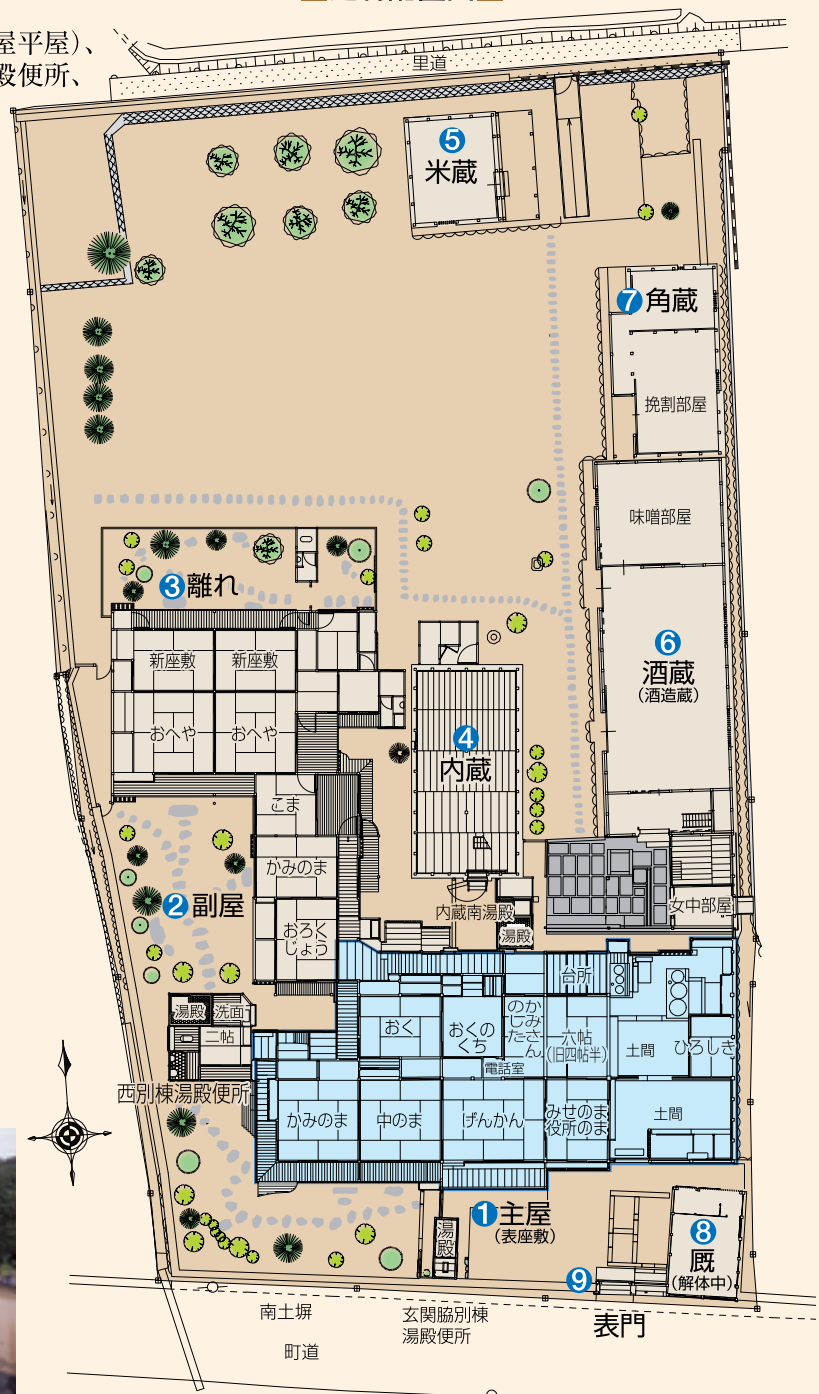 屋平屋)、
殿便所、
里道
5
米蔵
7 角蔵
挽割部屋
味噌部屋
3 離れ
6
酒蔵
(酒造蔵)
新座敷
新座敷
おへや
おへや
4
内蔵
こま
かみのま
2 副屋
おろく
じょう
内蔵南湯殿
湯殿
女中部屋
台所
湯殿
洗面
二帖
おく
おくの
くち
かみさん
のした
六帖
(旧四帖半)
土間
ひろしき
電話室
西別棟湯殿便所
かみのま
中のま
げんかん
みせのま
役所のま
土間
1 主屋
(表座敷)
湯殿
8
厩
(解体中)
9
表門
南土塀
玄関脇別棟
湯殿便所
町道